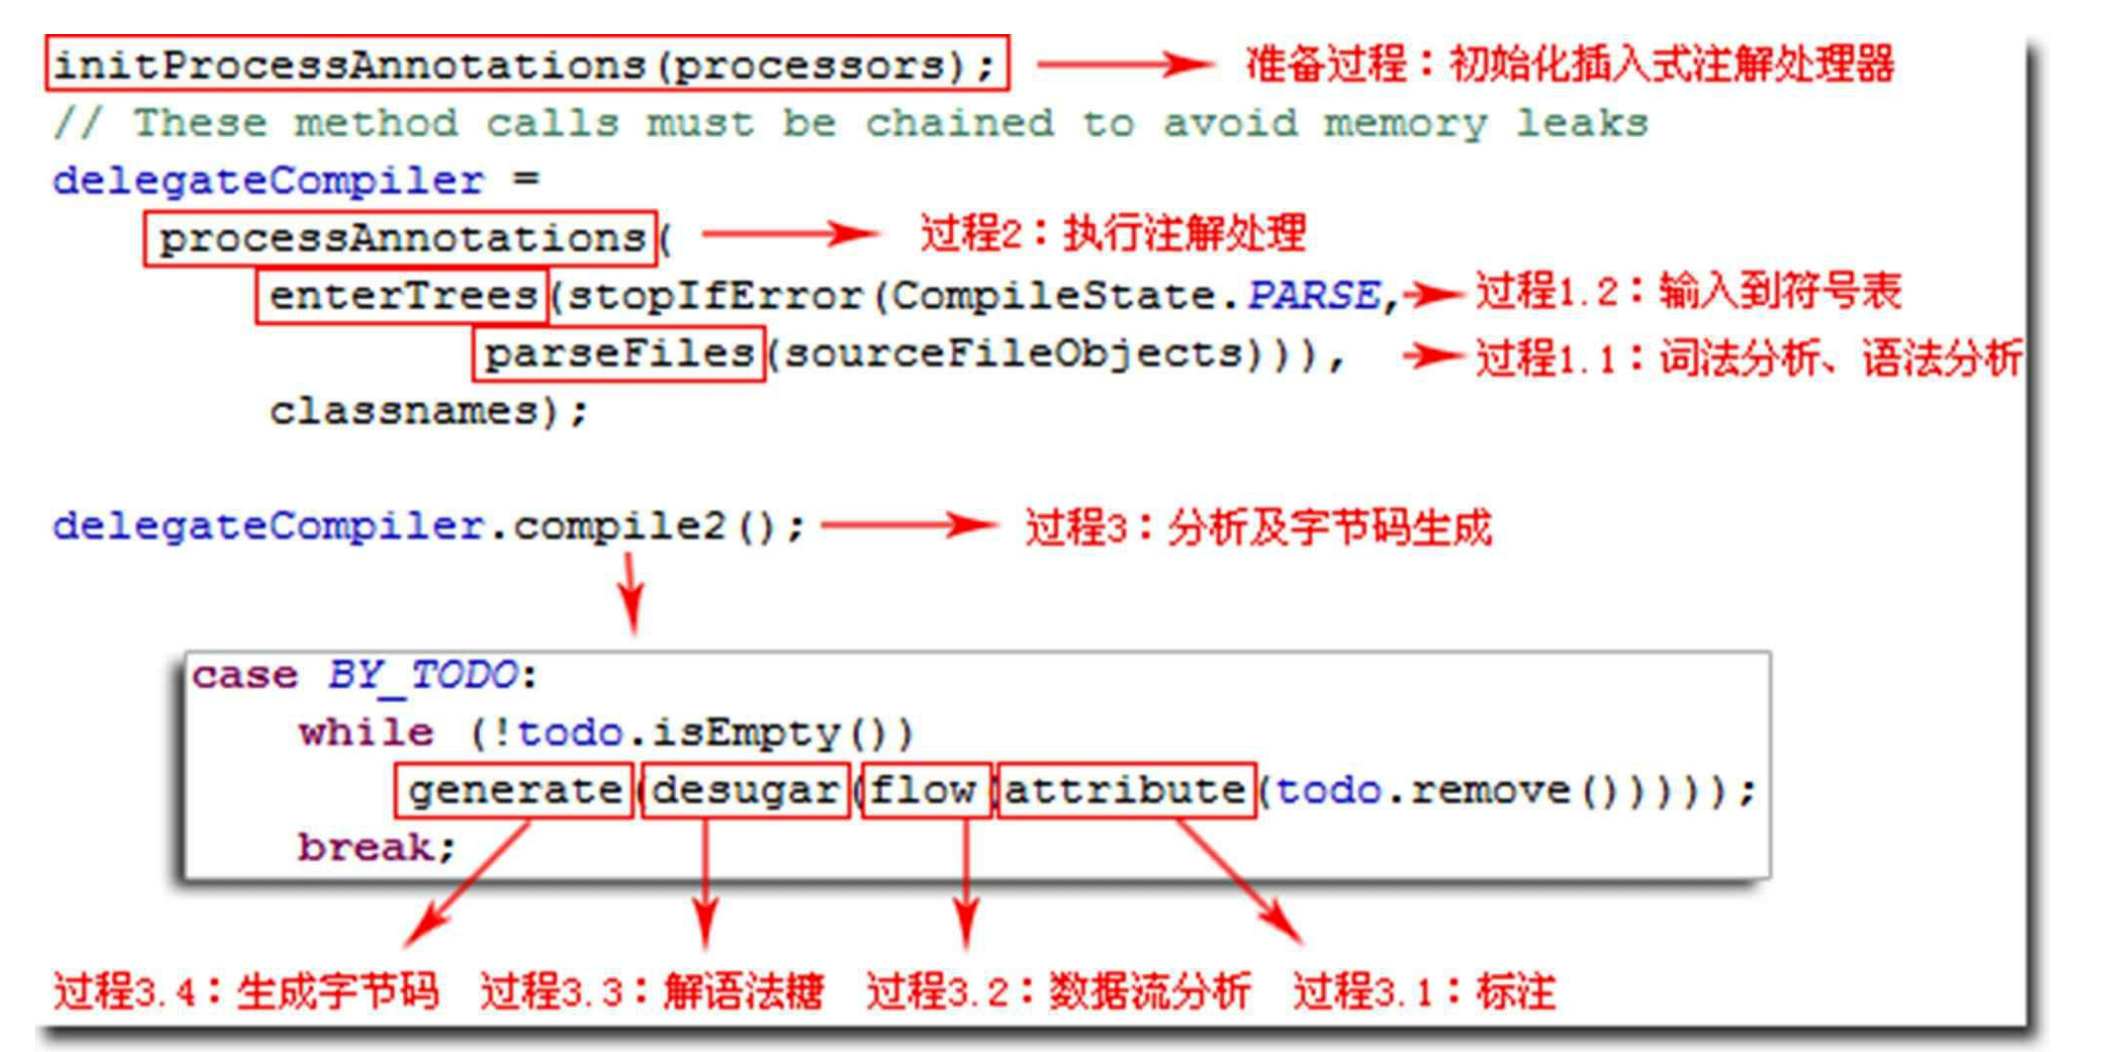 initProcessAnnotations(processors); 准备过程：初始化插入式注解处理器
// These method calls must be chained to avoid memory leaks
delegateCompiler =
processAnnotations( 过程2：执行注解处理
enterTrees(stopIfError(CompileState.PARSE, 过程1.2：输入到符号表
parseFiles(sourceFileObjects))), 过程1.1：词法分析、语法分析
classnames);
delegateCompiler.compile2(); 过程3：分析及字节码生成
case BY_TODO:
while (!todo.isEmpty())
generate(desugar(flow(attribute(todo.remove()))));
break;
过程3.4：生成字节码 过程3.3：解语法糖 过程3.2：数据流分析 过程3.1：标注